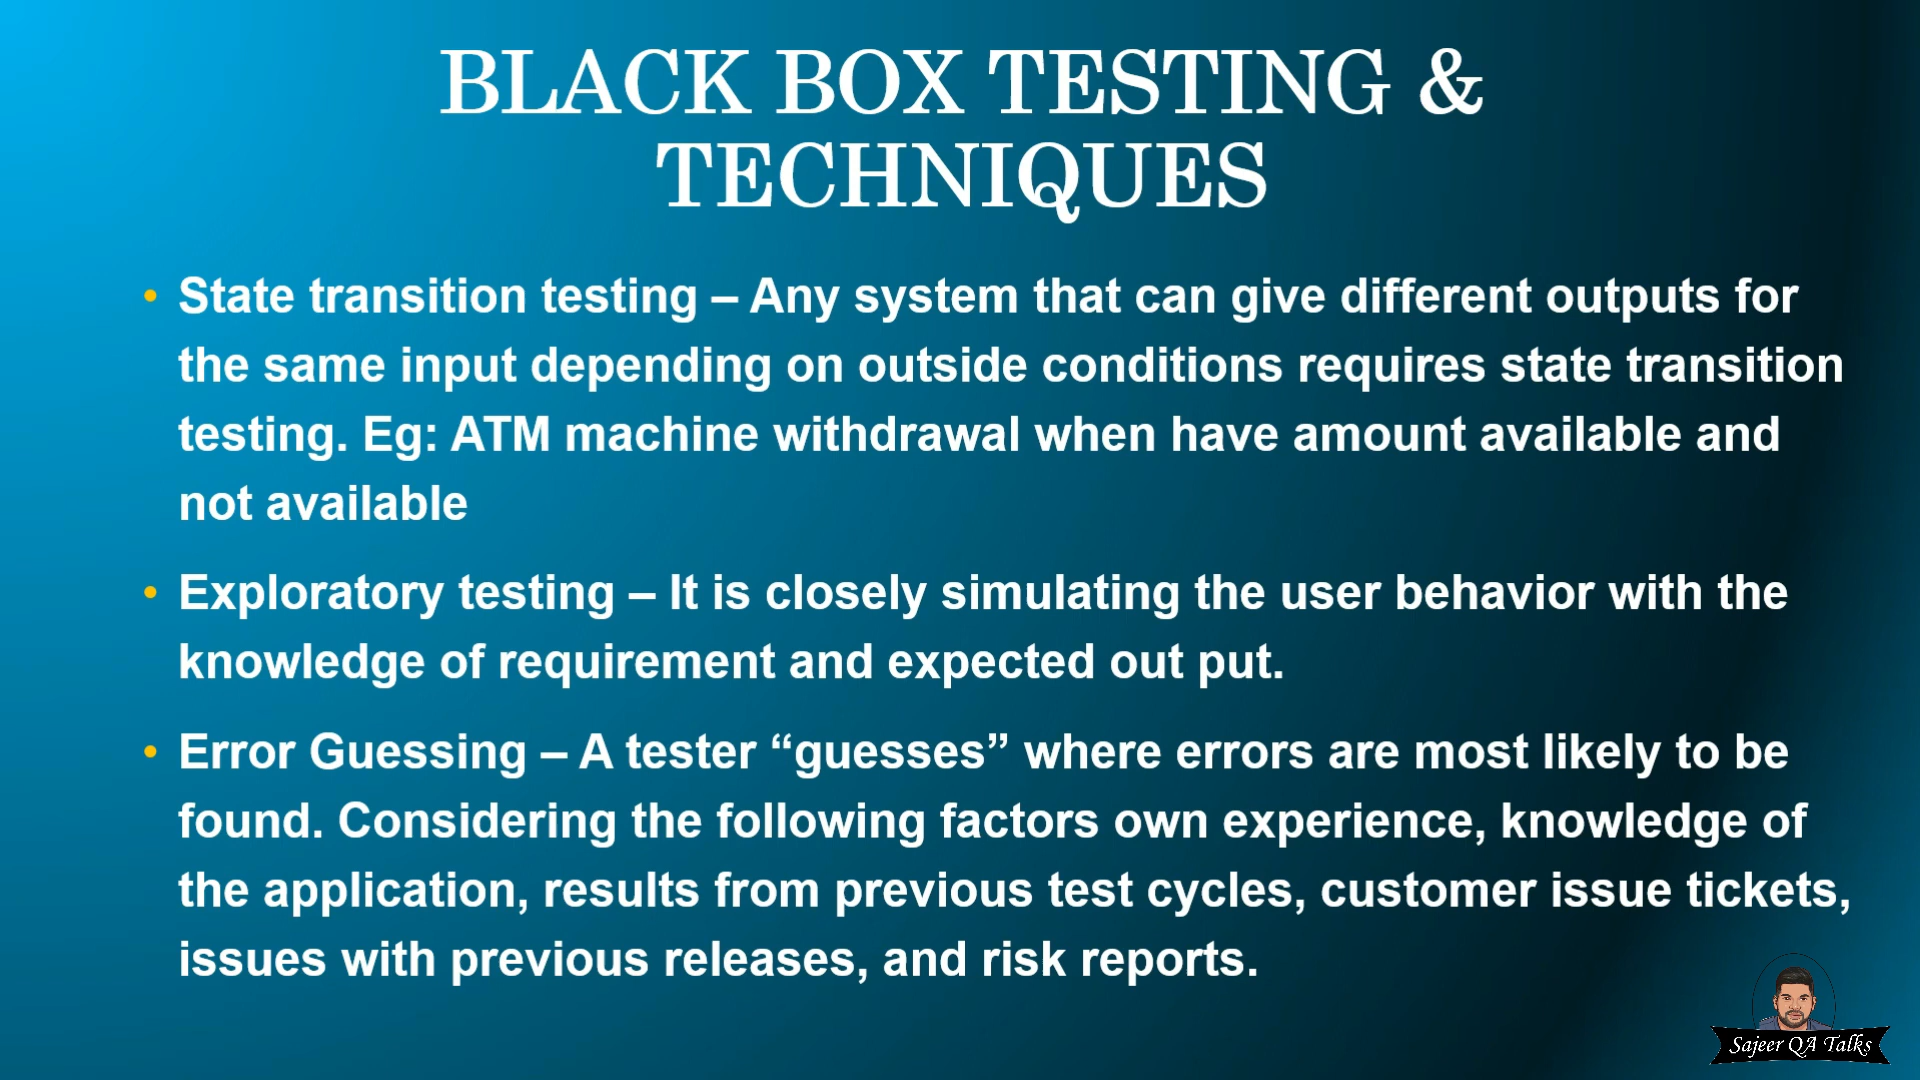 BLACK BOX TESTING &
TECHNIQUES
• State transition testing – Any system that can give different outputs for
the same input depending on outside conditions requires state transition
testing. Eg: ATM machine withdrawal when have amount available and
not available
• Exploratory testing – It is closely simulating the user behavior with the
knowledge of requirement and expected out put.
• Error Guessing – A tester “guesses” where errors are most likely to be
found. Considering the following factors own experience, knowledge of
the application, results from previous test cycles, customer issue tickets,
issues with previous releases, and risk reports.
Sajeer QA Talks